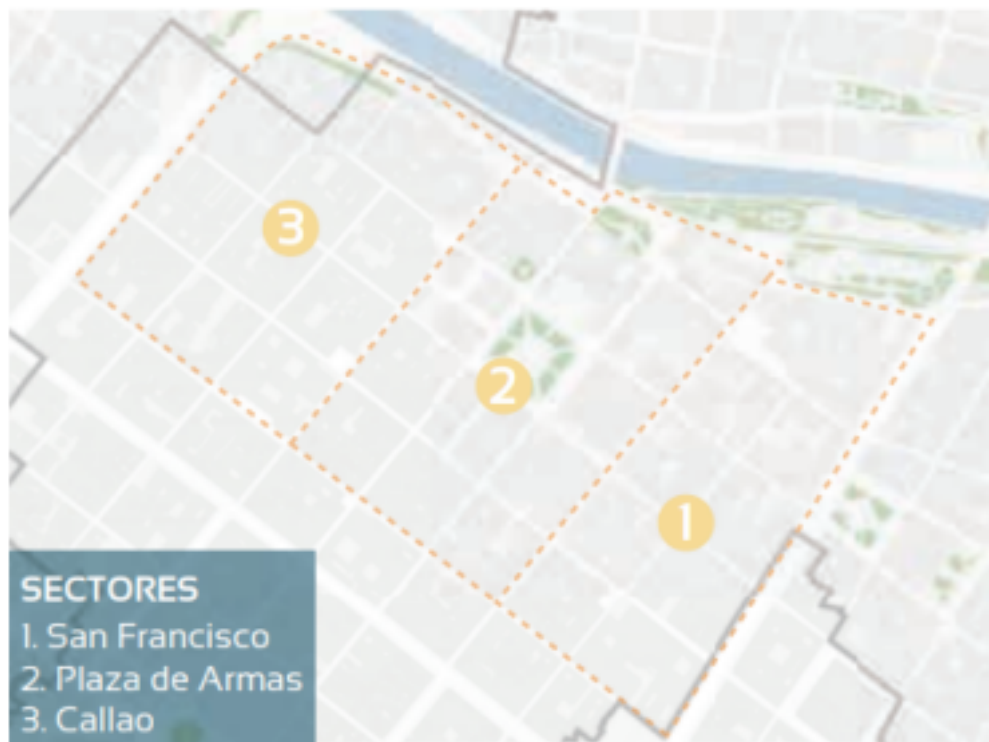 3
2
1
SECTORES
1. San Francisco
2. Plaza de Armas
3. Callao